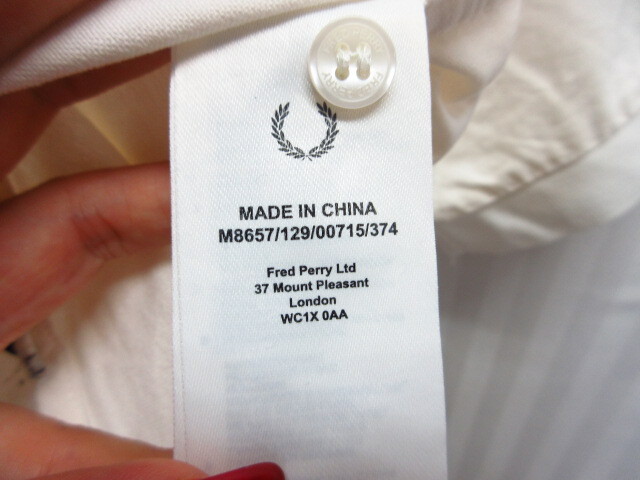 MADE IN CHINA
M8657/129/00715/374
Fred Perry Ltd
37 Mount Pleasant
London
WC1X 0AA